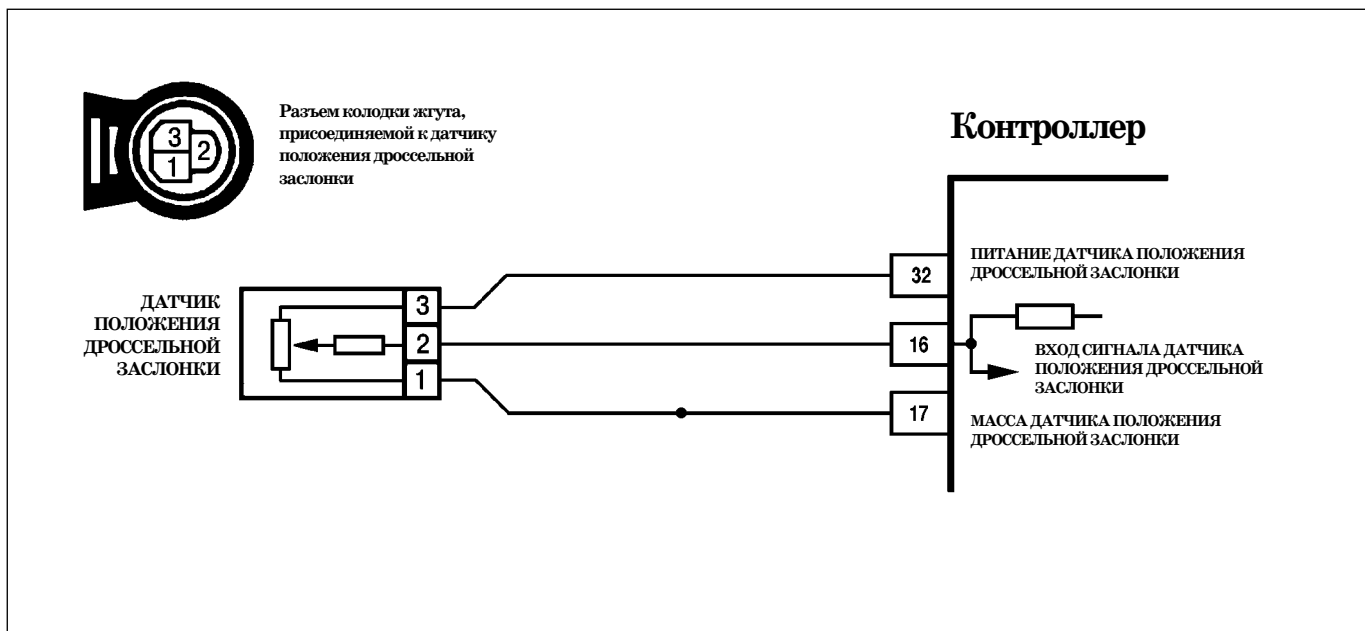 3
2
1
Разъем колодки жгута,
присоединяемой к датчику
положения дроссельной
заслонки
Контроллер
ДАТЧИК
ПОЛОЖЕНИЯ
ДРОССЕЛЬНОЙ
ЗАСЛОНКИ
3
2
1
32
16
17
ПИТАНИЕ ДАТЧИКА ПОЛОЖЕНИЯ
ДРОССЕЛЬНОЙ ЗАСЛОНКИ
ВХОД СИГНАЛА ДАТЧИКА
ПОЛОЖЕНИЯ ДРОССЕЛЬНОЙ
ЗАСЛОНКИ
МАССА ДАТЧИКА ПОЛОЖЕНИЯ
ДРОССЕЛЬНОЙ ЗАСЛОНКИ